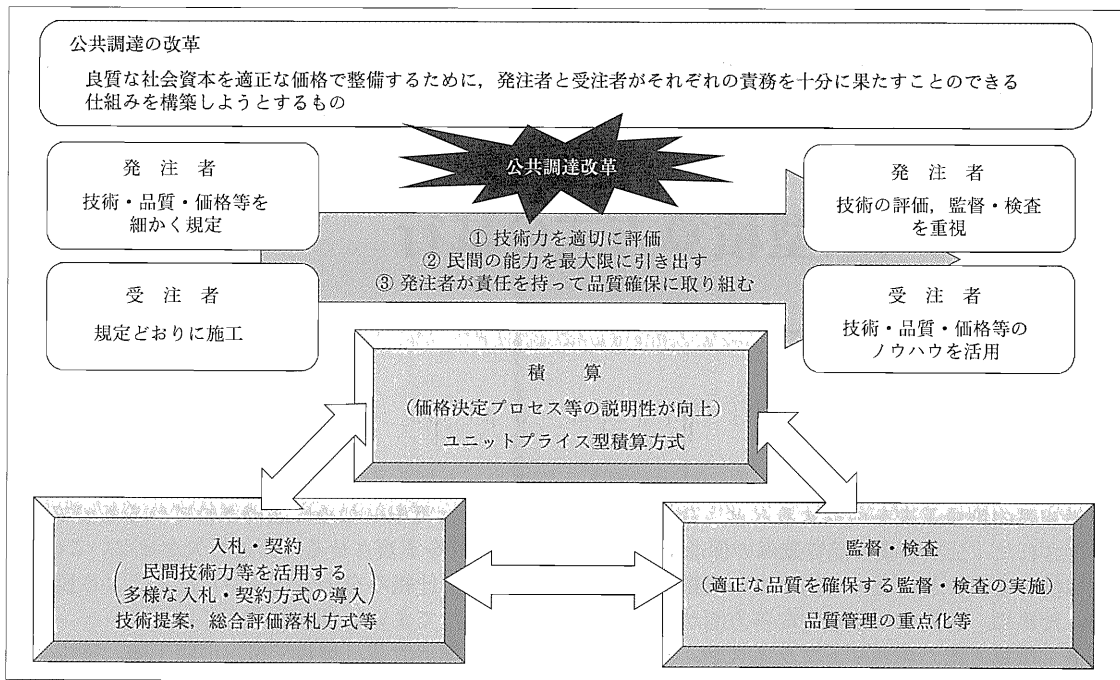 公共調達の改革
良質な社会資本を適正な価格で整備するために，発注者と受注者がそれぞれの責務を十分に果たすことのできる
仕組みを構築しようとするもの
公共調達改革
発　注　者
技術・品質・価格等を
細かく規定
受　注　者
規定どおりに施工
① 技術力を適切に評価
② 民間の能力を最大限に引き出す
③ 発注者が責任を持って品質確保に取り組む
発　注　者
技術の評価，監督・検査
を重視
受　注　者
技術・品質・価格等の
ノウハウを活用
積　　算
(価格決定プロセス等の説明性が向上)
ユニットプライス型積算方式
入札・契約
(民間技術力等を活用する
多様な入札・契約方式の導入)
技術提案，総合評価落札方式等
監督・検査
(適正な品質を確保する監督・検査の実施)
品質管理の重点化等